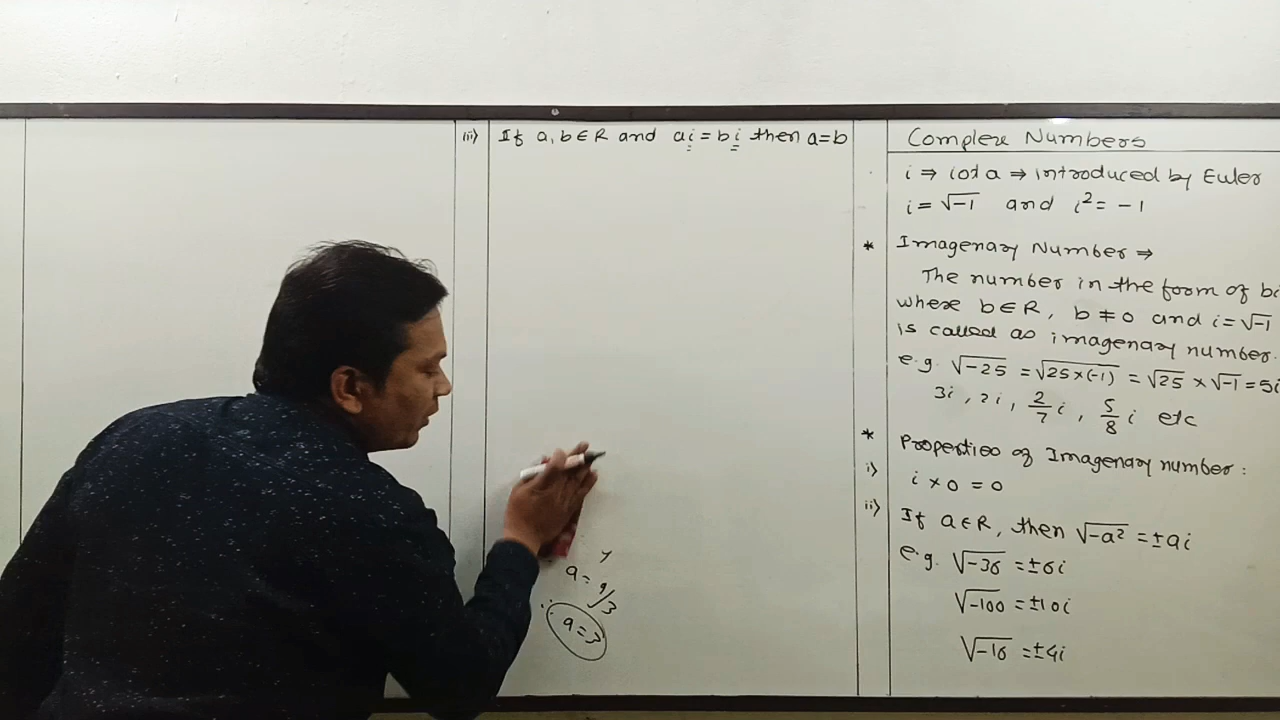 iii) If a, b ∈ R and ai = bi then a=b
a = 9/3
∴ a=3
Complex Numbers
i ⇒ iota ⇒ introduced by Euler
i = √-1 and i² = -1
* Imagenary Number ⇒
The number in the form of bi
where b ∈ R, b ≠ 0 and i = √-1
is called as imagenary number.
e.g. √-25 = √25×(-1) = √25 × √-1 = 5i
3i, 2i, 2/7 i, 5/8 i etc
* Properties of Imagenary number:
i) i × 0 = 0
ii) If a ∈ R, then √-a² = ±ai
e.g. √-36 = ±6i
√-100 = ±10i
√-16 = ±4i